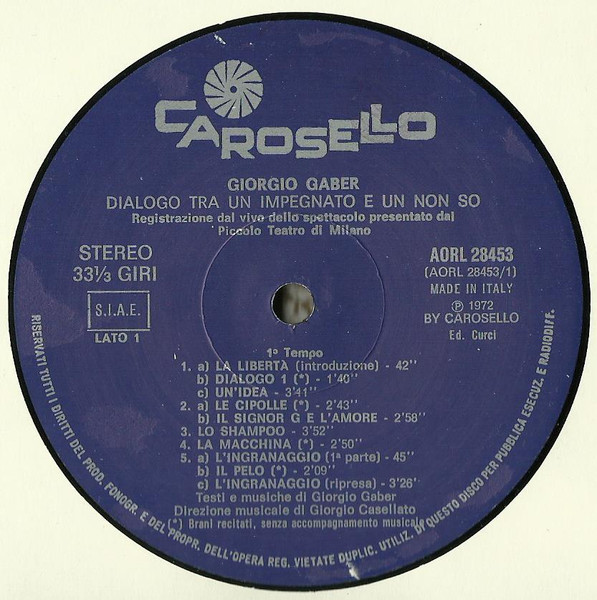 CAROSELLO
GIORGIO GABER
DIALOGO TRA UN IMPEGNATO E UN NON SO
Registrazione dal vivo dello spettacolo presentato dal
Piccolo Teatro di Milano
STEREO
33⅓ GIRI
S.I.A.E.
LATO 1
AORL 28453
(AORL 28453/1)
MADE IN ITALY
Ⓟ 1972
BY CAROSELLO
Ed. Curci
1º Tempo
1. a) LA LIBERTÀ (introduzione) - 42''
b) DIALOGO 1 (*) - 1'40''
c) UN'IDEA - 3'41''
2. a) LE CIPOLLE (*) - 2'43''
b) IL SIGNOR G E L'AMORE - 2'58''
3. LO SHAMPOO - 3'52''
4. LA MACCHINA (*) - 2'50''
5. a) L'INGRANAGGIO (1ª parte) - 45''
b) IL PELO (*) - 2'09''
c) L'INGRANAGGIO (ripresa) - 3'26''
Testi e musiche di Giorgio Gaber
Direzione musicale di Giorgio Casellato
(*) Brani recitati, senza accompagnamento musicale
RISERVATI TUTTI I DIRITTI DEL PROD. FONOGR. E DEL PROPR. DELL'OPERA REG. VIETATE DUPLIC. UTILIZ. DI QUESTO DISCO PER PUBBLICA ESECUZ. E RADIODIFF.